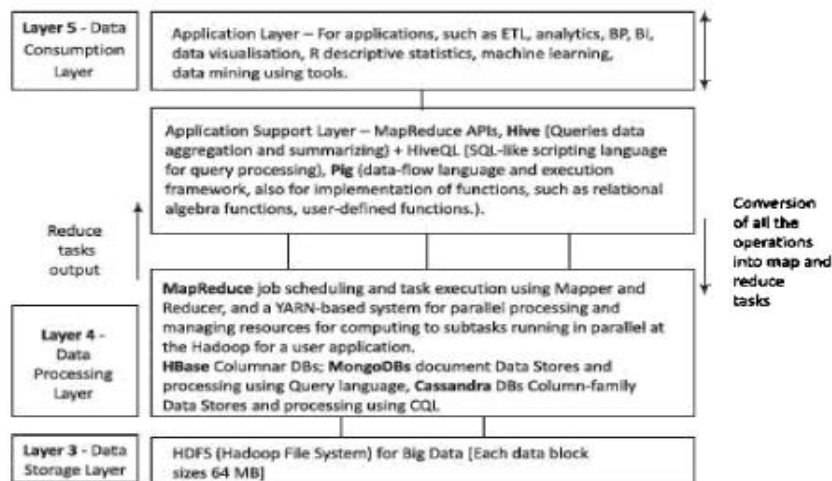 Layer 5 - Data
Consumption
Layer
Application Layer – For applications, such as ETL, analytics, BP, BI,
data visualisation, R descriptive statistics, machine learning,
data mining using tools.
Application Support Layer – MapReduce APIs, Hive (Queries data
aggregation and summarizing) + HiveQL (SQL-like scripting language
for query processing), Pig (data-flow language and execution
framework, also for implementation of functions, such as relational
algebra functions, user-defined functions.).
Reduce
tasks
output
Conversion
of all the
operations
into map and
reduce
tasks
Layer 4 -
Data
Processing
Layer
MapReduce job scheduling and task execution using Mapper and
Reducer, and a YARN-based system for parallel processing and
managing resources for computing to subtasks running in parallel at
the Hadoop for a user application.
HBase Columnar DBs; MongoDBs document Data Stores and
processing using Query language, Cassandra DBs Column-family
Data Stores and processing using CQL
Layer 3 - Data
Storage Layer
HDFS (Hadoop File System) for Big Data [Each data block
sizes 64 MB]